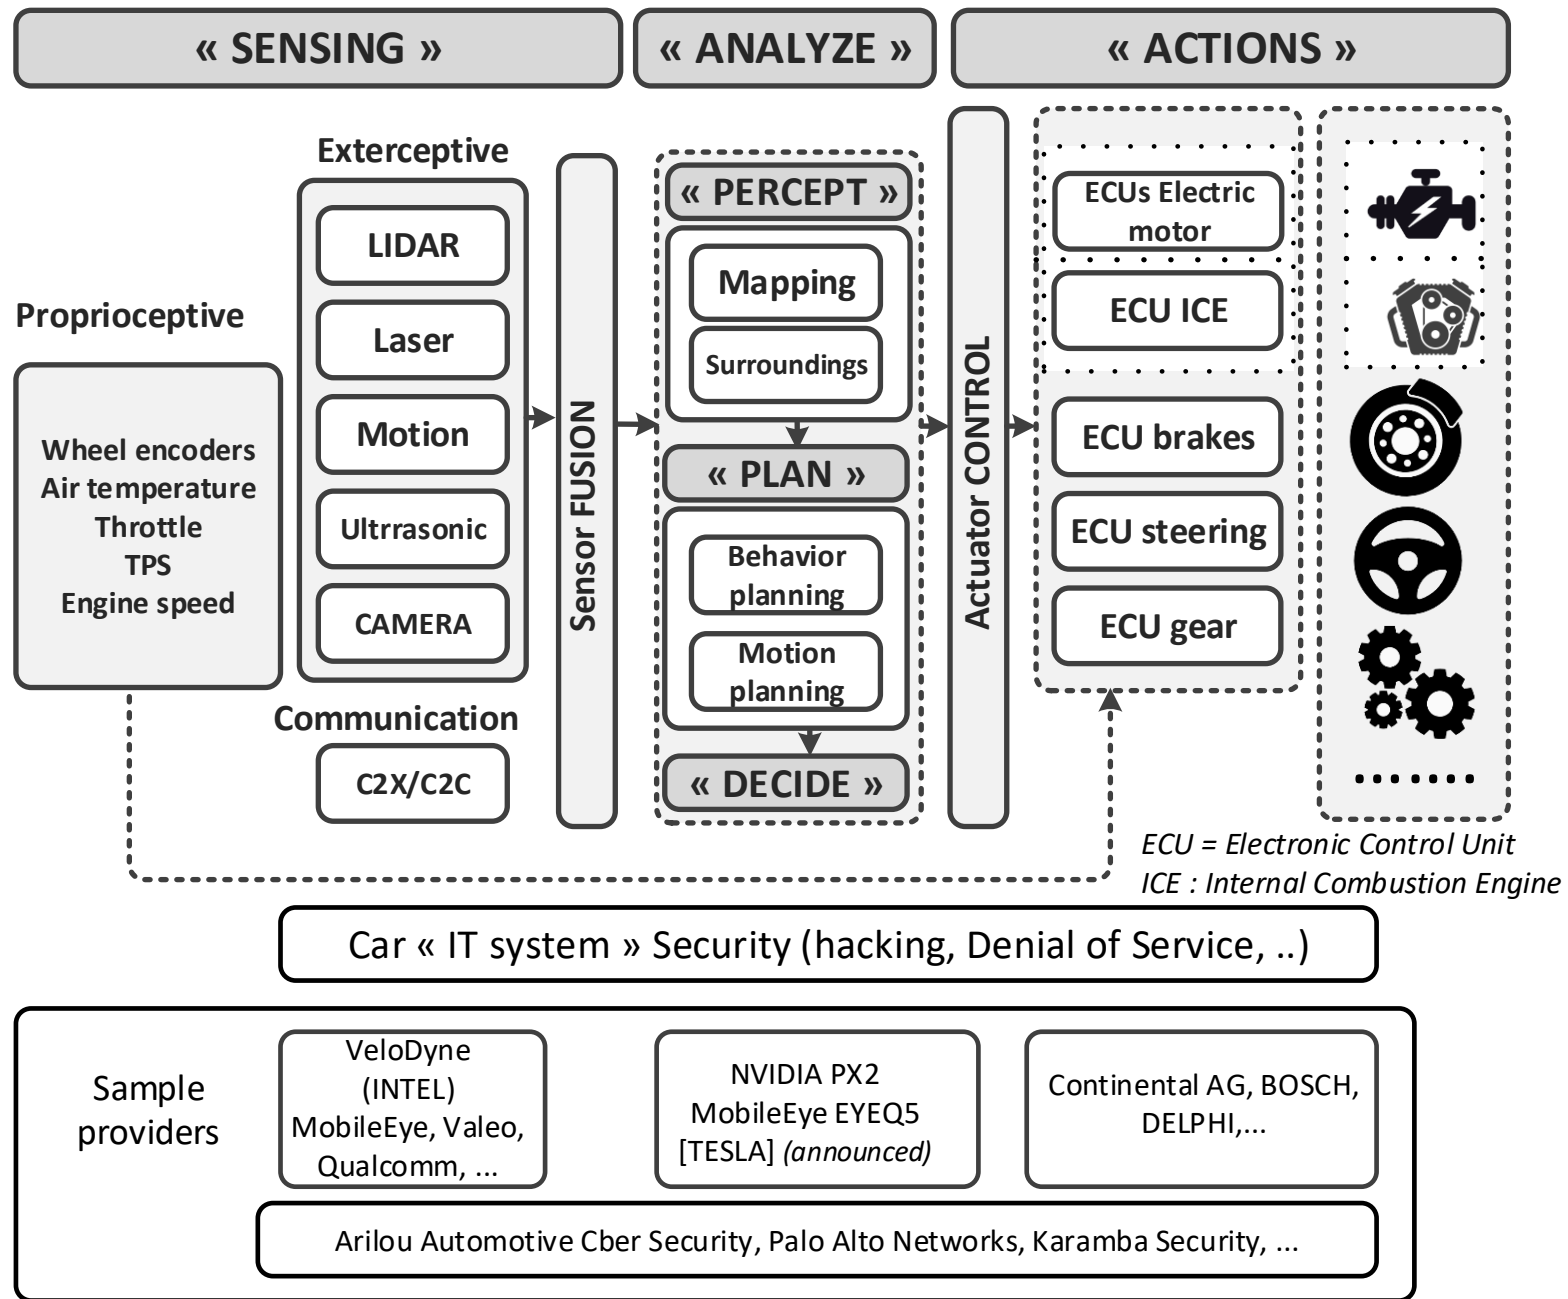 « SENSING »
« ANALYZE »
« ACTIONS »
Exterceptive
LIDAR
Laser
Motion
Ultrrasonic
CAMERA
Proprioceptive
Wheel encoders
Air temperature
Throttle
TPS
Engine speed
Communication
C2X/C2C
Sensor FUSION
« PERCEPT »
Mapping
Surroundings
« PLAN »
Behavior
planning
Motion
planning
« DECIDE »
Actuator CONTROL
ECUs Electric
motor
ECU ICE
ECU brakes
ECU steering
ECU gear
ECU = Electronic Control Unit
ICE : Internal Combustion Engine
Car « IT system » Security (hacking, Denial of Service, ..)
Sample
providers
VeloDyne
(INTEL)
MobileEye, Valeo,
Qualcomm, ...
NVIDIA PX2
MobileEye EYEQ5
[TESLA] (announced)
Continental AG, BOSCH,
DELPHI,...
Arilou Automotive Cber Security, Palo Alto Networks, Karamba Security, ...